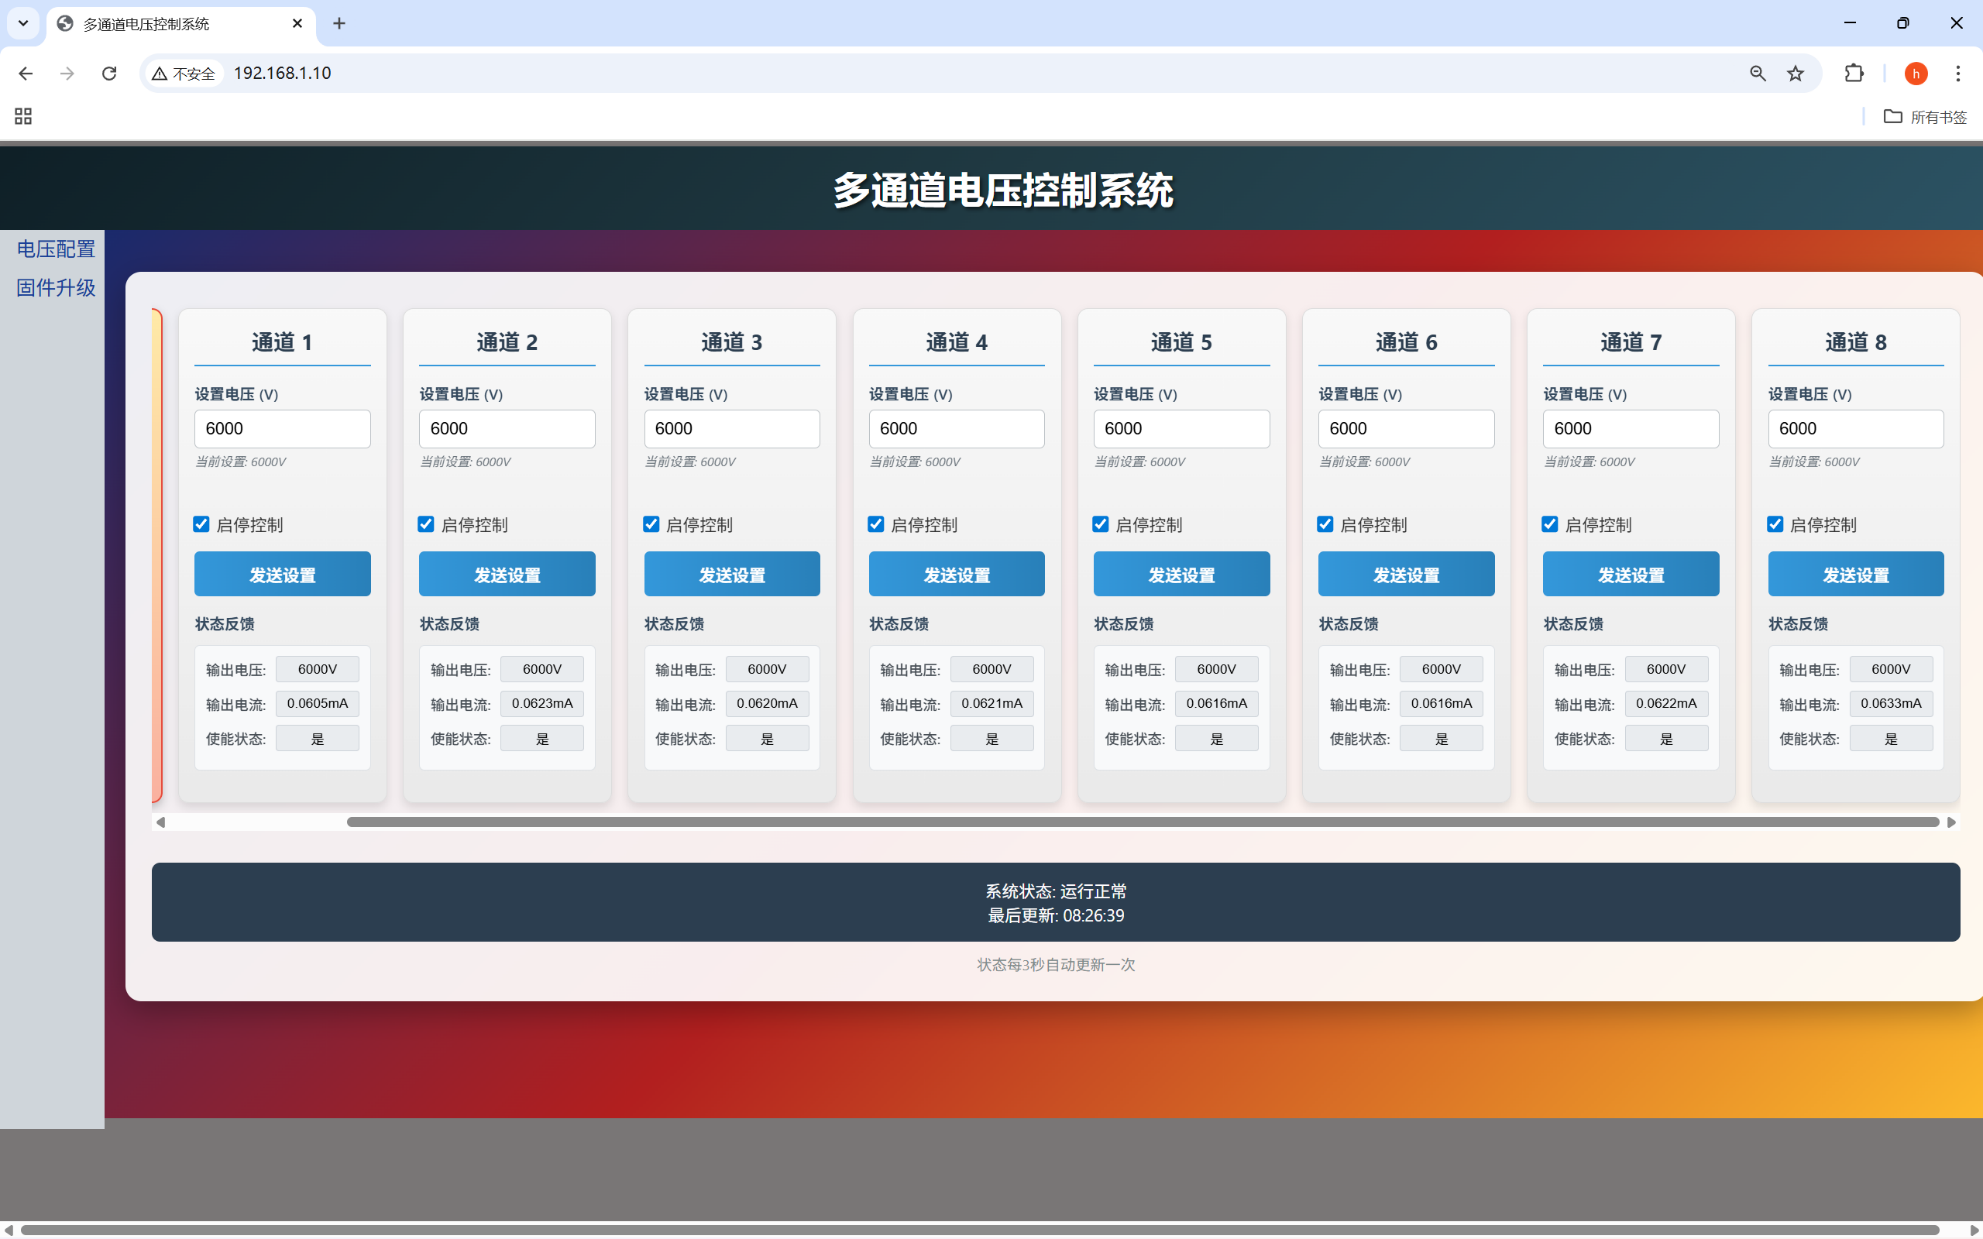 多通道电压控制系统
不安全 192.168.1.10
h
所有书签
多通道电压控制系统
电压配置
固件升级
通道 1
设置电压 (V)
6000
当前设置: 6000V
启停控制
发送设置
状态反馈
输出电压: 6000V
输出电流: 0.0605mA
使能状态: 是
通道 2
设置电压 (V)
6000
当前设置: 6000V
启停控制
发送设置
状态反馈
输出电压: 6000V
输出电流: 0.0623mA
使能状态: 是
通道 3
设置电压 (V)
6000
当前设置: 6000V
启停控制
发送设置
状态反馈
输出电压: 6000V
输出电流: 0.0620mA
使能状态: 是
通道 4
设置电压 (V)
6000
当前设置: 6000V
启停控制
发送设置
状态反馈
输出电压: 6000V
输出电流: 0.0621mA
使能状态: 是
通道 5
设置电压 (V)
6000
当前设置: 6000V
启停控制
发送设置
状态反馈
输出电压: 6000V
输出电流: 0.0616mA
使能状态: 是
通道 6
设置电压 (V)
6000
当前设置: 6000V
启停控制
发送设置
状态反馈
输出电压: 6000V
输出电流: 0.0616mA
使能状态: 是
通道 7
设置电压 (V)
6000
当前设置: 6000V
启停控制
发送设置
状态反馈
输出电压: 6000V
输出电流: 0.0622mA
使能状态: 是
通道 8
设置电压 (V)
6000
当前设置: 6000V
启停控制
发送设置
状态反馈
输出电压: 6000V
输出电流: 0.0633mA
使能状态: 是
系统状态: 运行正常
最后更新: 08:26:39
状态每3秒自动更新一次